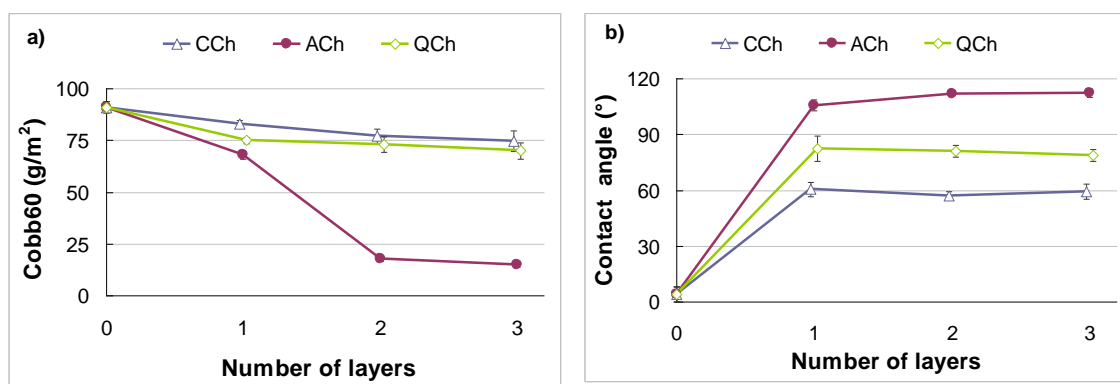 a)
CCh ACh QCh
100
75
50
25
0
Cobb60 (g/m²)
0 1 2 3
Number of layers
b)
CCh ACh QCh
120
90
60
30
0
Contact angle (°)
0 1 2 3
Number of layers